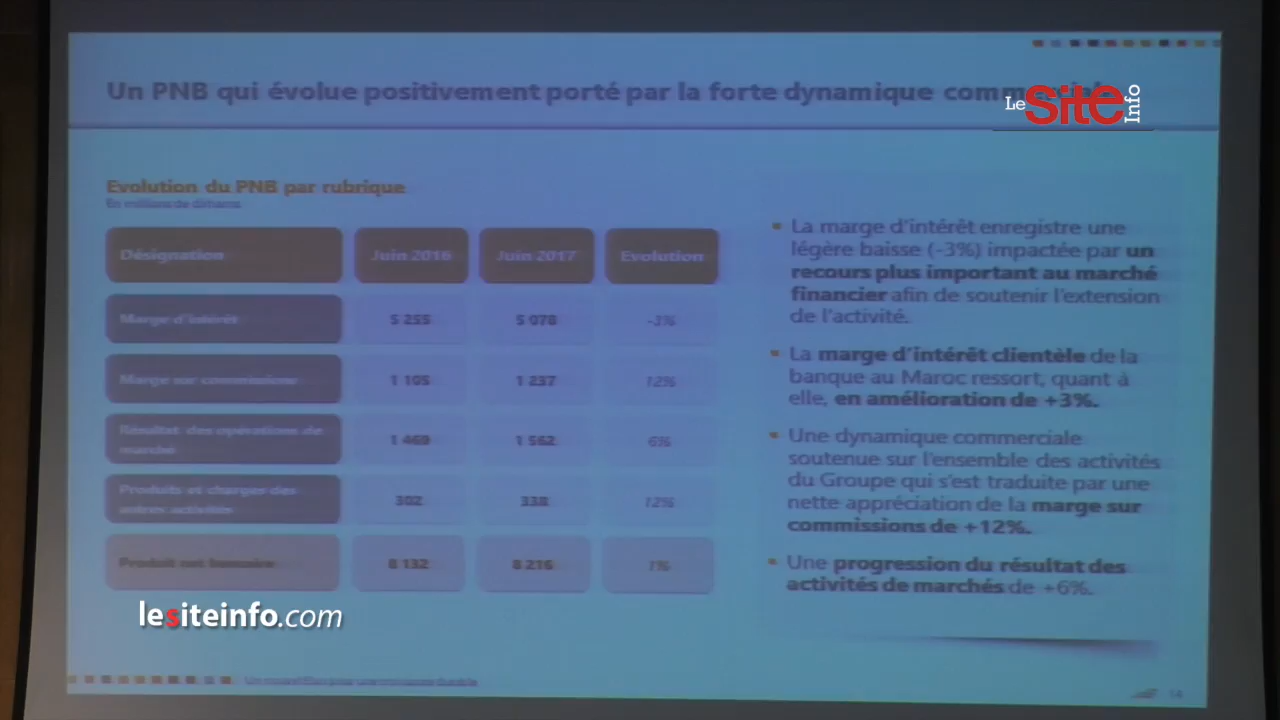 Un PNB qui évolue positivement porté par la forte dynamique
Le Site Info
Evolution du PNB par rubrique
En millions de dirhams
Désignation Juin 2016 Juin 2017 Evolution
Marge d'intérêt 5 255 5 078 -3%
Marge sur commissions 1 105 1 237 12%
Résultat des opérations de
marché 1 469 1 562 6%
Produits et charges des
autres activités 302 338 12%
Produit net bancaire 8 132 8 216 1%
La marge d'intérêt enregistre une
légère baisse (-3%) impactée par un
recours plus important au marché
financier afin de soutenir l'extension
de l'activité.
La marge d'intérêt clientèle de la
banque au Maroc ressort, quant à
elle, en amélioration de +3%.
Une dynamique commerciale
soutenue sur l'ensemble des activités
du Groupe qui s'est traduite par une
nette appréciation de la marge sur
commissions de +12%.
Une progression du résultat des
activités de marchés de +6%.
lesiteinfo.com
14